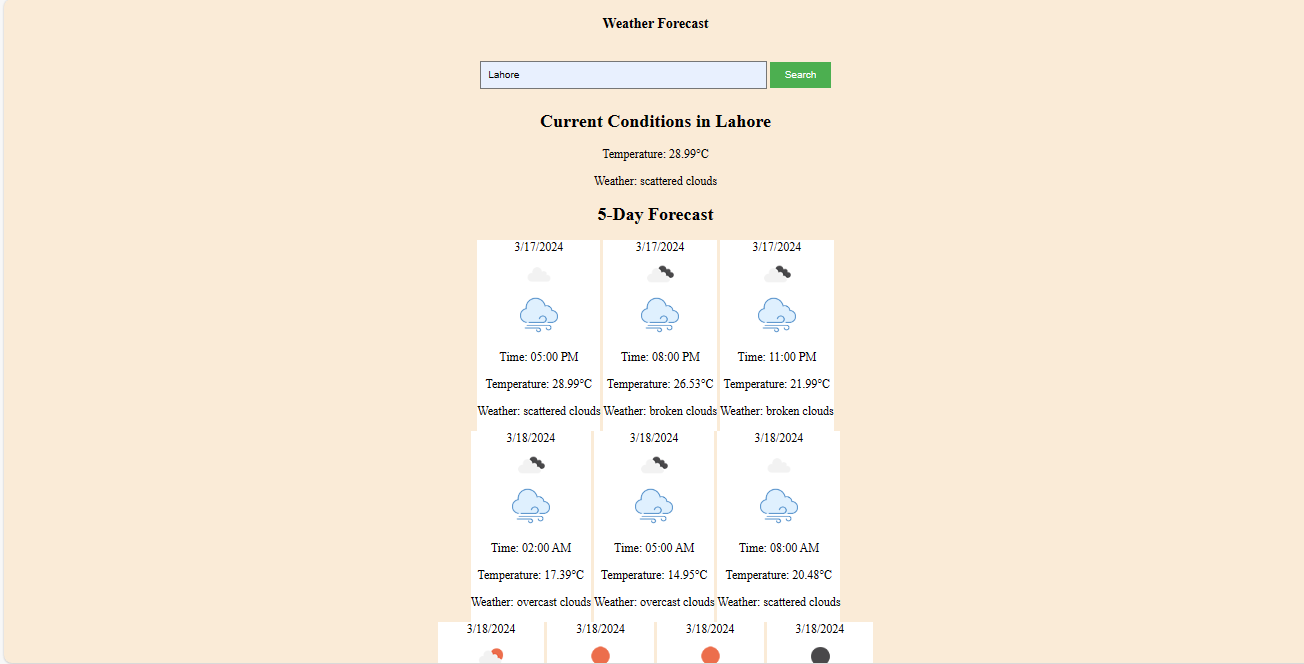 Weather Forecast
Lahore Search
Current Conditions in Lahore
Temperature: 28.99°C
Weather: scattered clouds
5-Day Forecast
3/17/2024 3/17/2024 3/17/2024
Time: 05:00 PM Time: 08:00 PM Time: 11:00 PM
Temperature: 28.99°C Temperature: 26.53°C Temperature: 21.99°C
Weather: scattered clouds Weather: broken clouds Weather: broken clouds
3/18/2024 3/18/2024 3/18/2024
Time: 02:00 AM Time: 05:00 AM Time: 08:00 AM
Temperature: 17.39°C Temperature: 14.95°C Temperature: 20.48°C
Weather: overcast clouds Weather: overcast clouds Weather: scattered clouds
3/18/2024 3/18/2024 3/18/2024 3/18/2024